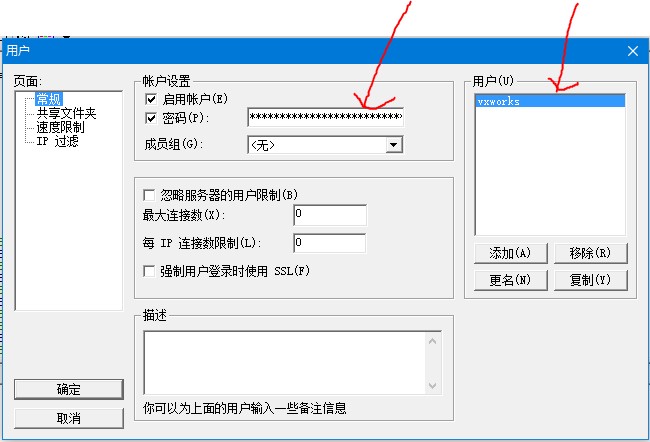 用户
页面:
常规
共享文件夹
速度限制
IP 过滤
帐户设置
启用帐户(E)
密码(P):
**************************
成员组(G):
<无>
忽略服务器的用户限制(B)
最大连接数(X):
0
每 IP 连接数限制(L):
0
强制用户登录时使用 SSL(F)
描述
你可以为上面的用户输入一些备注信息
用户(U)
vxworks
添加(A)
移除(R)
更名(N)
复制(Y)
确定
取消